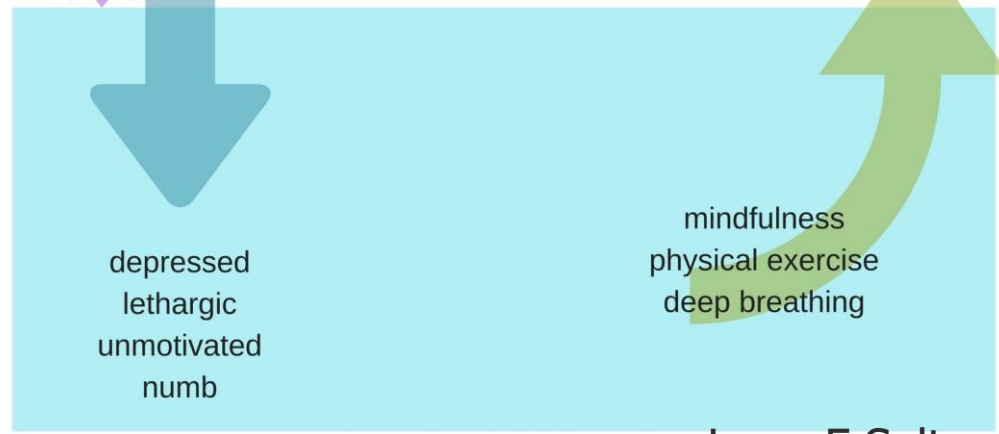 depressed
lethargic
unmotivated
numb
mindfulness
physical exercise
deep breathing